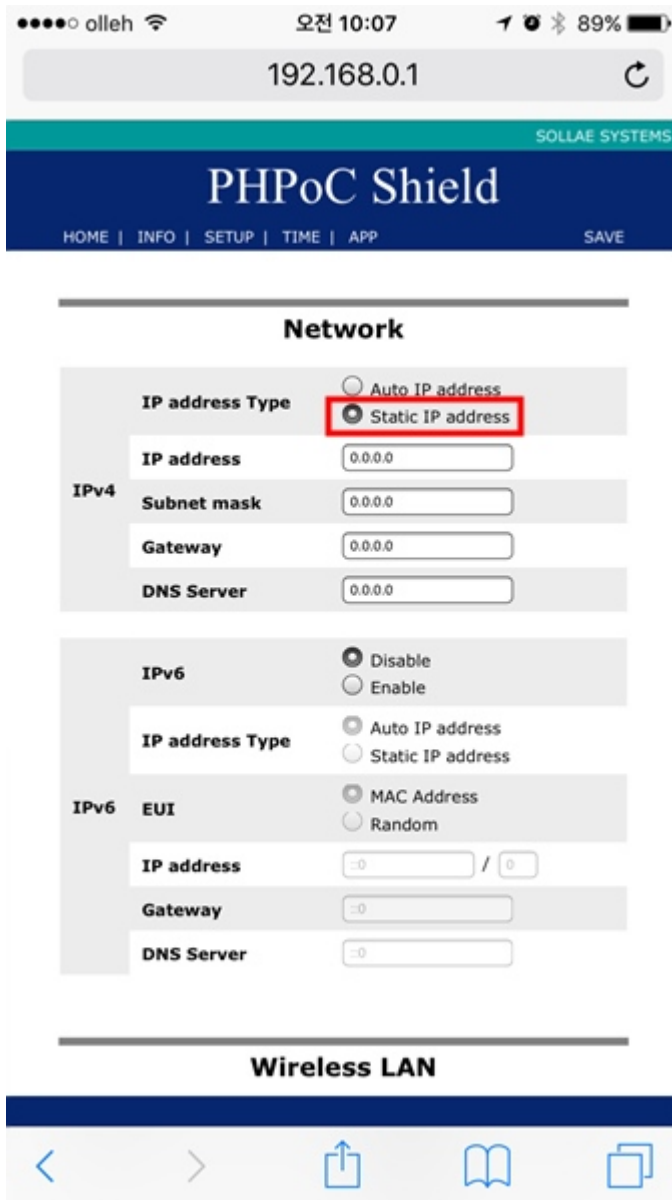 olleh 오전 10:07 89%
192.168.0.1
SOLLAE SYSTEMS
PHPoC Shield
HOME | INFO | SETUP | TIME | APP SAVE
Network
IPv4
IP address Type
Auto IP address
Static IP address
IP address 0.0.0.0
Subnet mask 0.0.0.0
Gateway 0.0.0.0
DNS Server 0.0.0.0
IPv6
IPv6
Disable
Enable
IP address Type
Auto IP address
Static IP address
EUI
MAC Address
Random
IP address ::0 / 0
Gateway ::0
DNS Server ::0
Wireless LAN